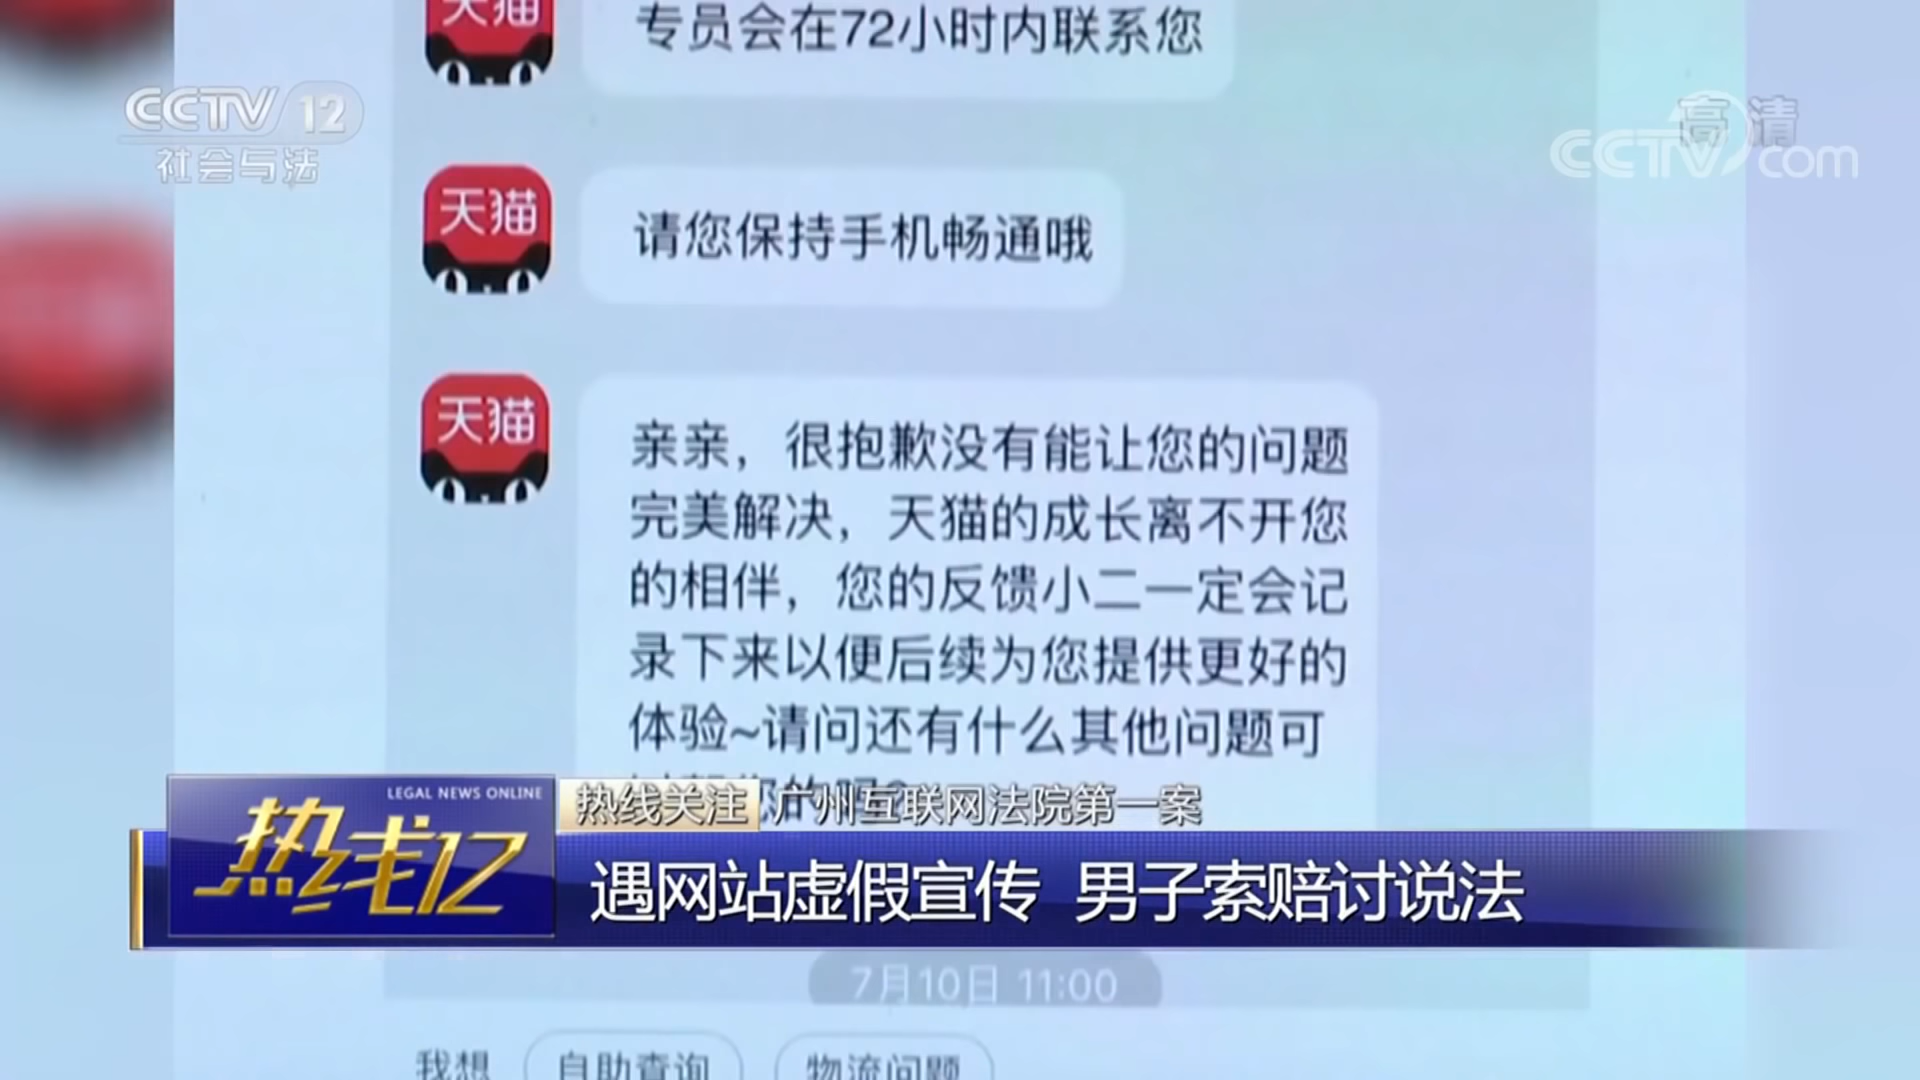 天猫
专员会在72小时内联系您
CCTV 12
社会与法
高清
CCTV com
天猫
请您保持手机畅通哦
天猫
亲亲，很抱歉没有能让您的问题
完美解决，天猫的成长离不开您
的相伴，您的反馈小二一定会记
录下来以便后续为您提供更好的
体验~请问还有什么其他问题可
LEGAL NEWS ONLINE
热线12
热线关注
广州互联网法院第一案
遇网站虚假宣传 男子索赔讨说法
7月10日 11:00
我想
自助查询
物流问题